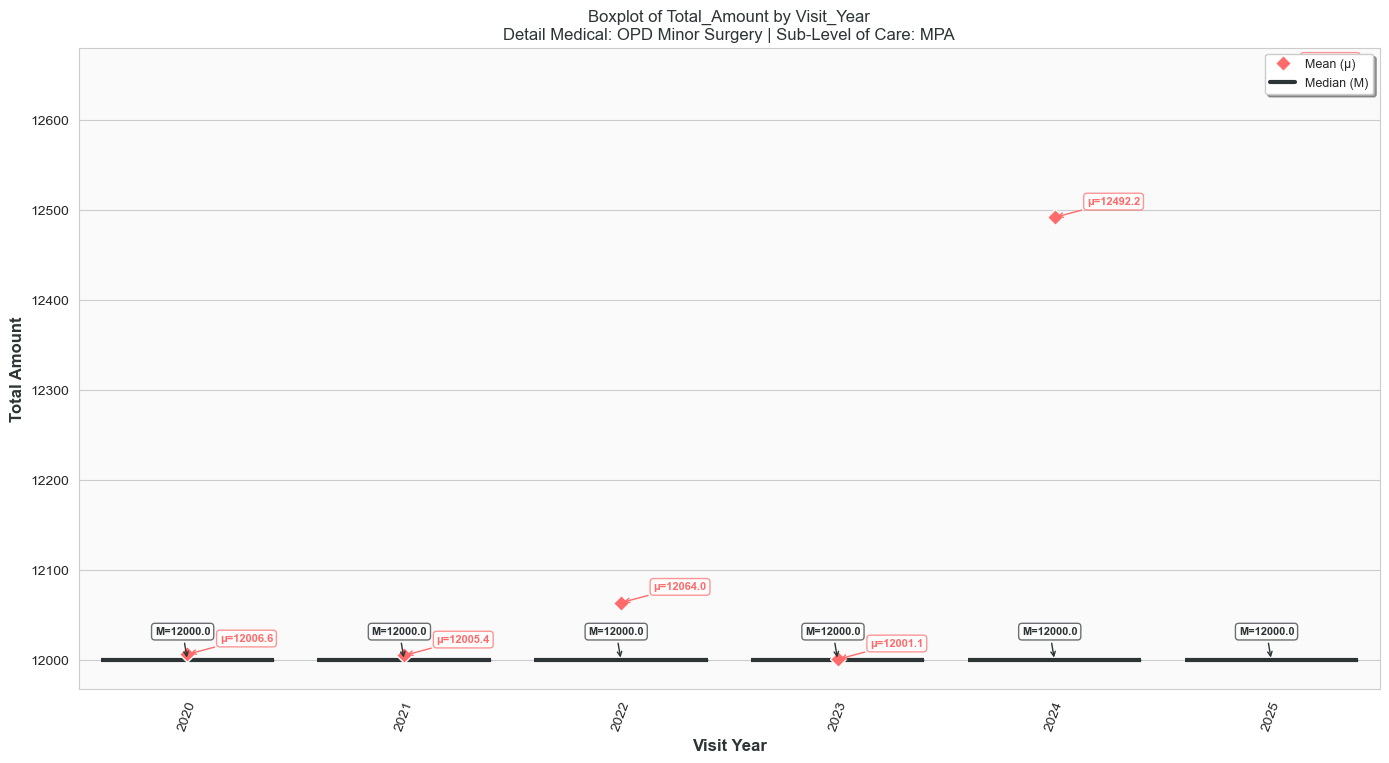 Boxplot of Total_Amount by Visit_Year
Detail Medical: OPD Minor Surgery | Sub-Level of Care: MPA
Mean (μ)
Median (M)
12600
12500
12400
12300
12200
12100
12000
Total Amount
μ=12492.2
μ=12064.0
M=12000.0
μ=12006.6
M=12000.0
μ=12005.4
M=12000.0
M=12000.0
μ=12001.1
M=12000.0
M=12000.0
2020
2021
2022
2023
2024
2025
Visit Year